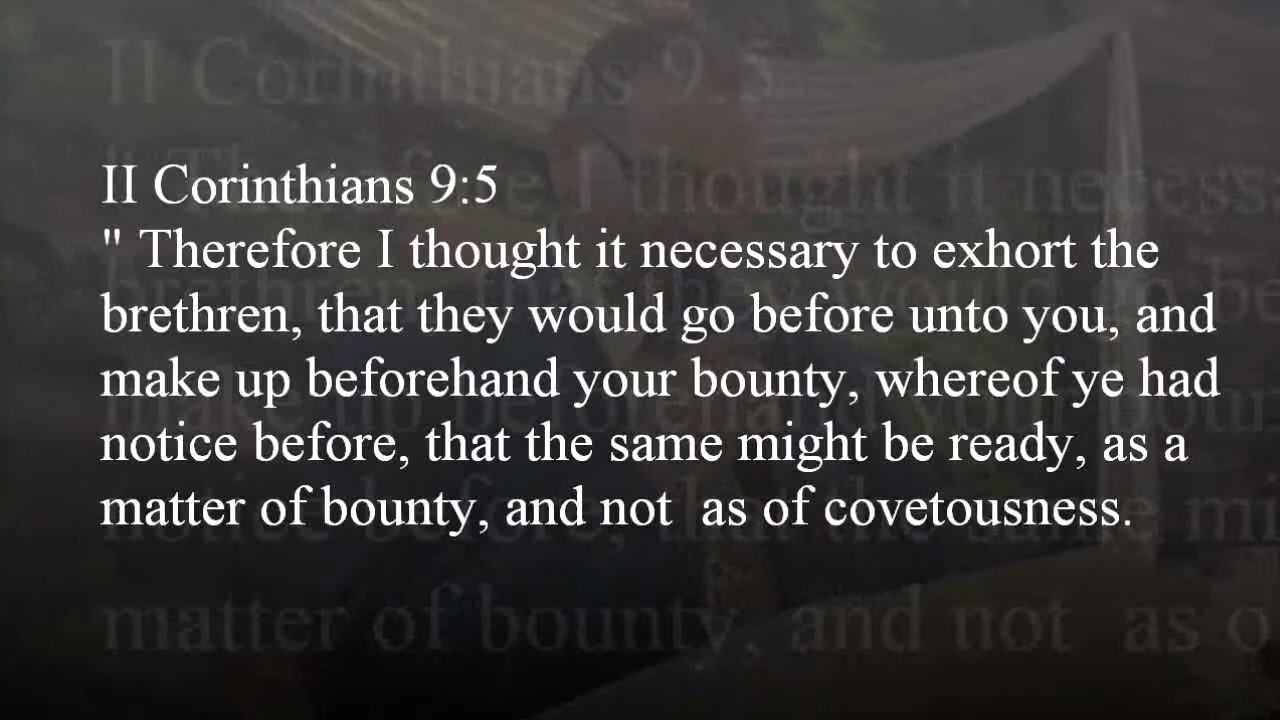 II Corinthians 9:5
" Therefore I thought it necessary to exhort the
brethren, that they would go before unto you, and
make up beforehand your bounty, whereof ye had
notice before, that the same might be ready, as a
matter of bounty, and not  as of covetousness.